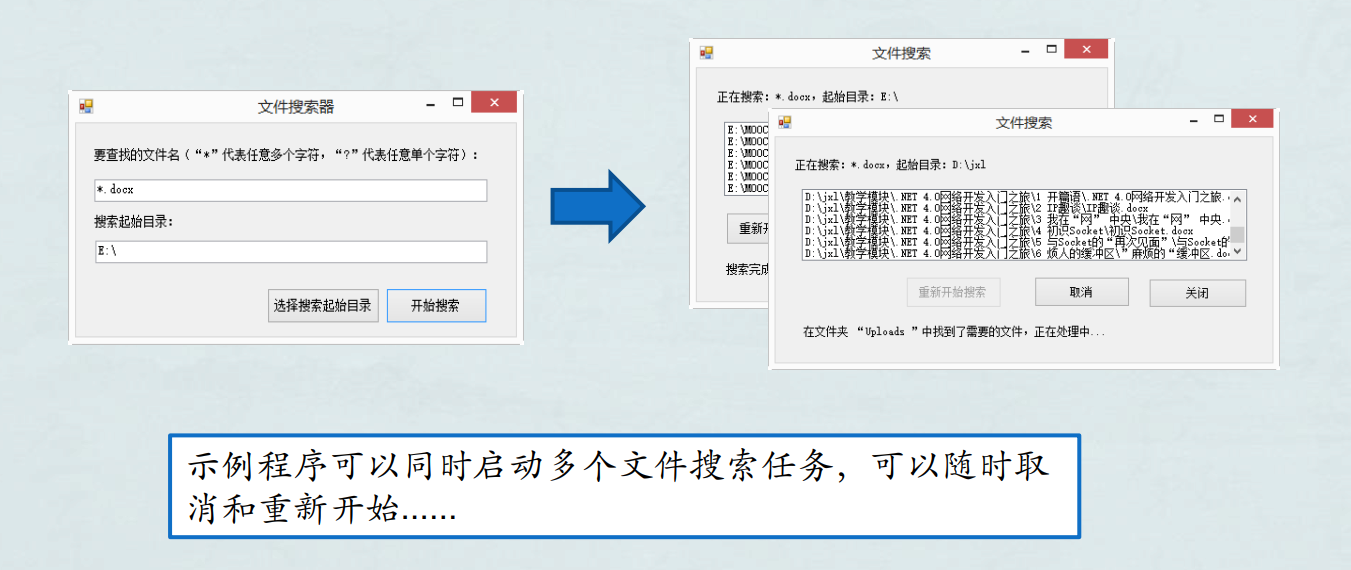 文件搜索器
要查找的文件名（“*”代表任意多个字符，“?”代表任意单个字符）：
*.docx
搜索起始目录：
E:\
选择搜索起始目录
开始搜索
文件搜索
正在搜索：*.docx，起始目录：E:\
E:\MOOC
E:\MOOC
E:\MOOC
E:\MOOC
E:\MOOC
E:\MOOC
重新
搜索完成
文件搜索
正在搜索：*.docx，起始目录：D:\jxl
D:\jxl\教学模块\.NET 4.0网络开发入门之旅\1 开篇语\.NET 4.0网络开发入门之旅.
D:\jxl\教学模块\.NET 4.0网络开发入门之旅\2 IP趣谈\IP趣谈.docx
D:\jxl\教学模块\.NET 4.0网络开发入门之旅\3 我在“网” 中央\我在“网” 中央.
D:\jxl\教学模块\.NET 4.0网络开发入门之旅\4 初识Socket\初识Socket.docx
D:\jxl\教学模块\.NET 4.0网络开发入门之旅\5 与Socket的“再次见面”\与Socket的
D:\jxl\教学模块\.NET 4.0网络开发入门之旅\6 烦人的缓冲区\”麻烦的“缓冲区.do
重新开始搜索
取消
关闭
在文件夹 “Uploads ”中找到了需要的文件，正在处理中...
示例程序可以同时启动多个文件搜索任务，可以随时取
消和重新开始......